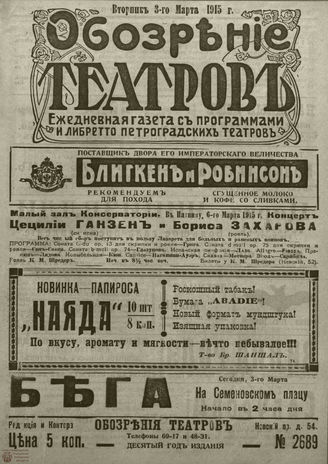 Вторникъ 3-го Марта 1915 г.
Обозрѣніе
ТЕАТРОВЪ
Ежедневная газета съ программами
и либретто петроградскихъ театровъ
ПОСТАВЩИКЪ ДВОРА ЕГО ИМПЕРАТОРСКАГО ВЕЛИЧЕСТВА
Блигкенъ и Робинсонъ
РЕКОМЕНДУЕМЪ ДЛЯ ПОХОДА
СГУЩЕННОЕ МОЛОКО И КОФЕ СО СЛИВКАМИ.
Малый залъ Консерваторіи. Въ Пятницу, 6-го Марта 1915 г. Концертъ
Цециліи ГАНЗЕНЪ и Бориса ЗАХАРОВА
(рояль).
НОВИНКА ПАПИРОСА
"НАЯДА" 10 шт 8 коп.
Роскошный табакъ!
Бумага „ABADIE"!
Новый форматъ мундштука!
Изящная упаковка!
По вкусу, аромату и мягкости—нѣчто небывалое!!!
Т-во Бр. ШАПШАЛЪ.
БѢГА
Сегодня, 3-го Марта
На Семеновскомъ плацу
Начало въ 2 часа дня
Редакція и Контора
ОБОЗРѢНІЯ ТЕАТРОВЪ
Невскій пр. д. 54.
Цѣна 5 коп.
Телефоны 69-17 и 48-31.
ДЕСЯТЫЙ ГОДЪ ИЗДАНІЯ
№ 2689